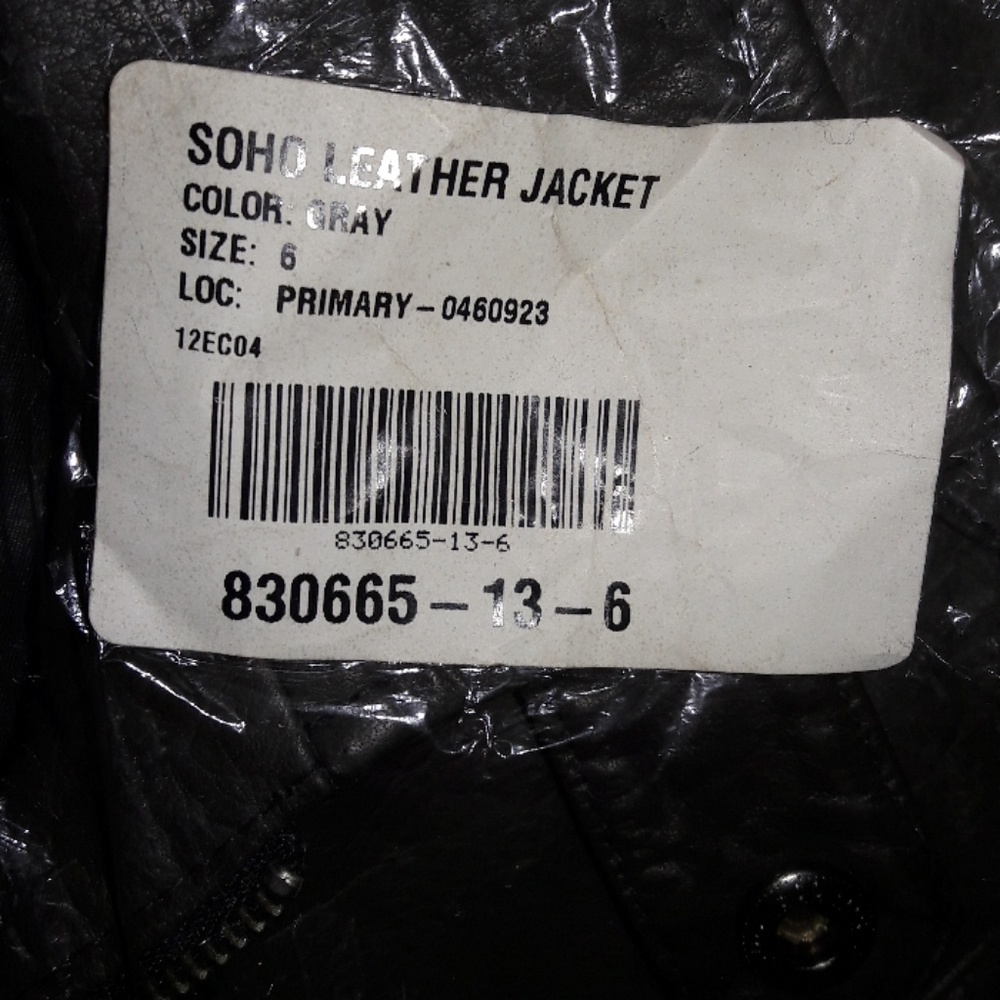 SOHO LEATHER JACKET
COLOR: GRAY
SIZE: 6
LOC: PRIMARY-0460923
12EC04
830665-13-6
830665-13-6